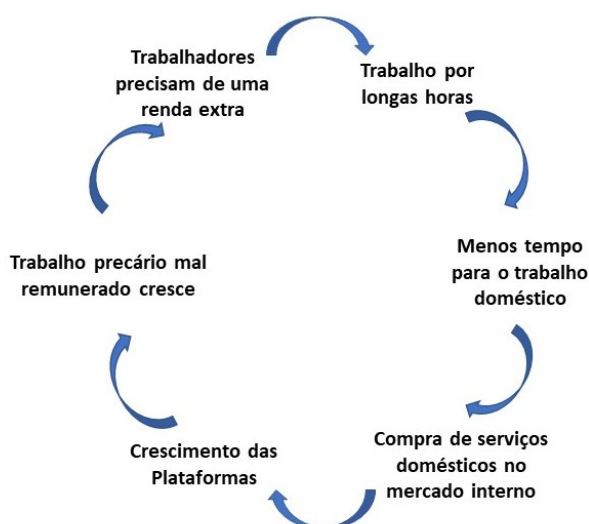 Trabalhadores
precisam de uma
renda extra
Trabalho por
longas horas
Menos tempo
para o trabalho
doméstico
Compra de serviços
domésticos no
mercado interno
Crescimento das
Plataformas
Trabalho precário mal
remunerado cresce